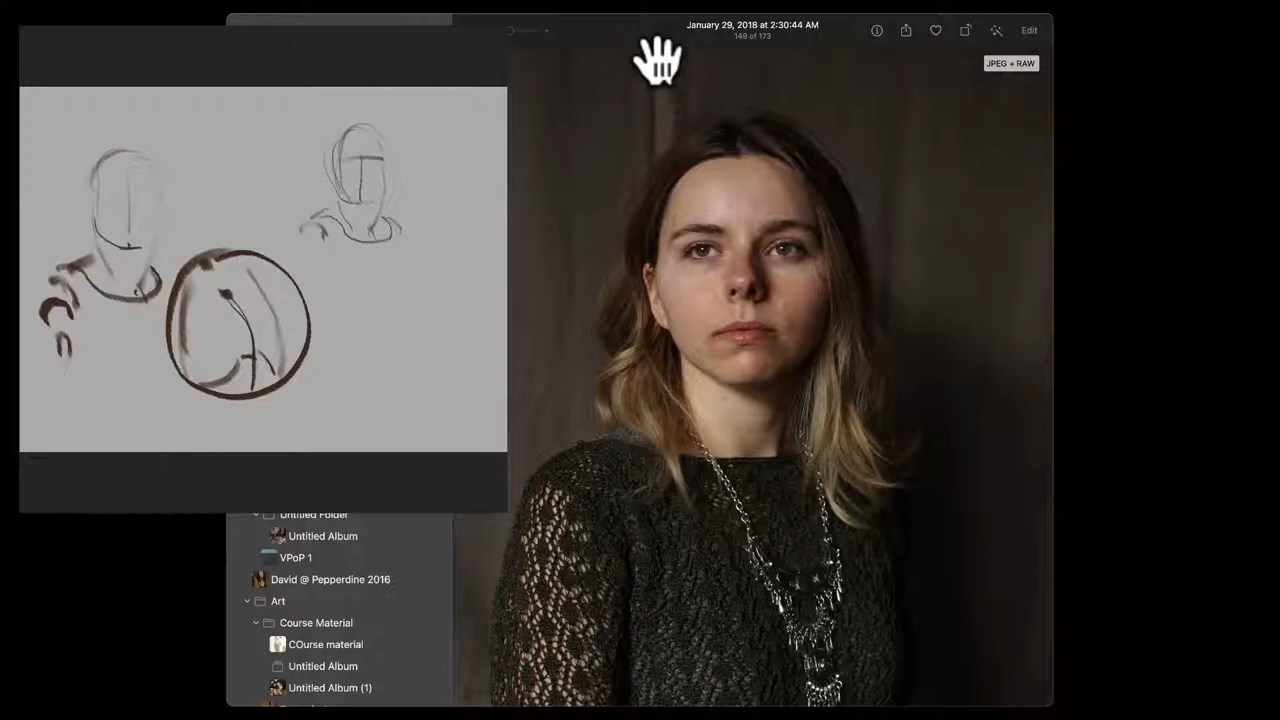 January 29, 2018 at 2:30:44 AM
149 of 173
Edit
JPEG + RAW
Untitled Folder
Untitled Album
VPoP 1
David @ Pepperdine 2016
Art
Course Material
COurse material
Untitled Album
Untitled Album (1)